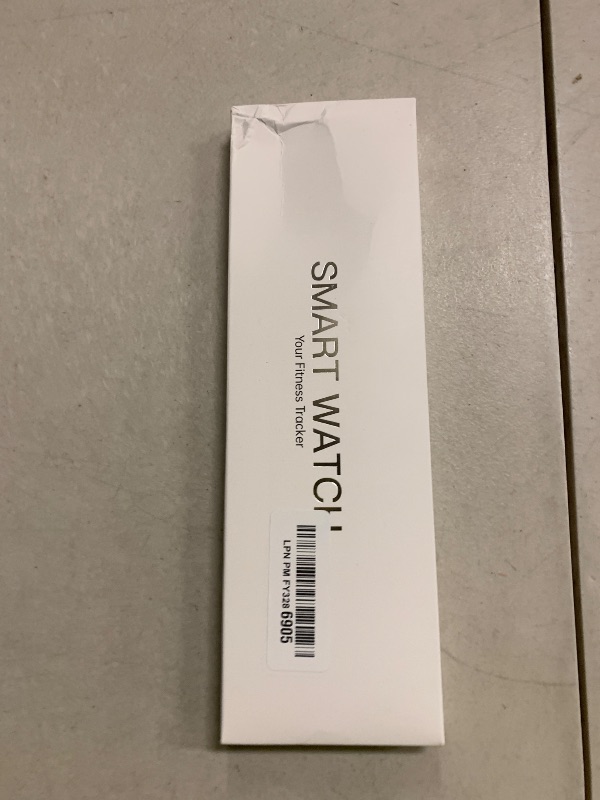 SMART WATCH
Your Fitness Tracker
LPN PM FY328 6905